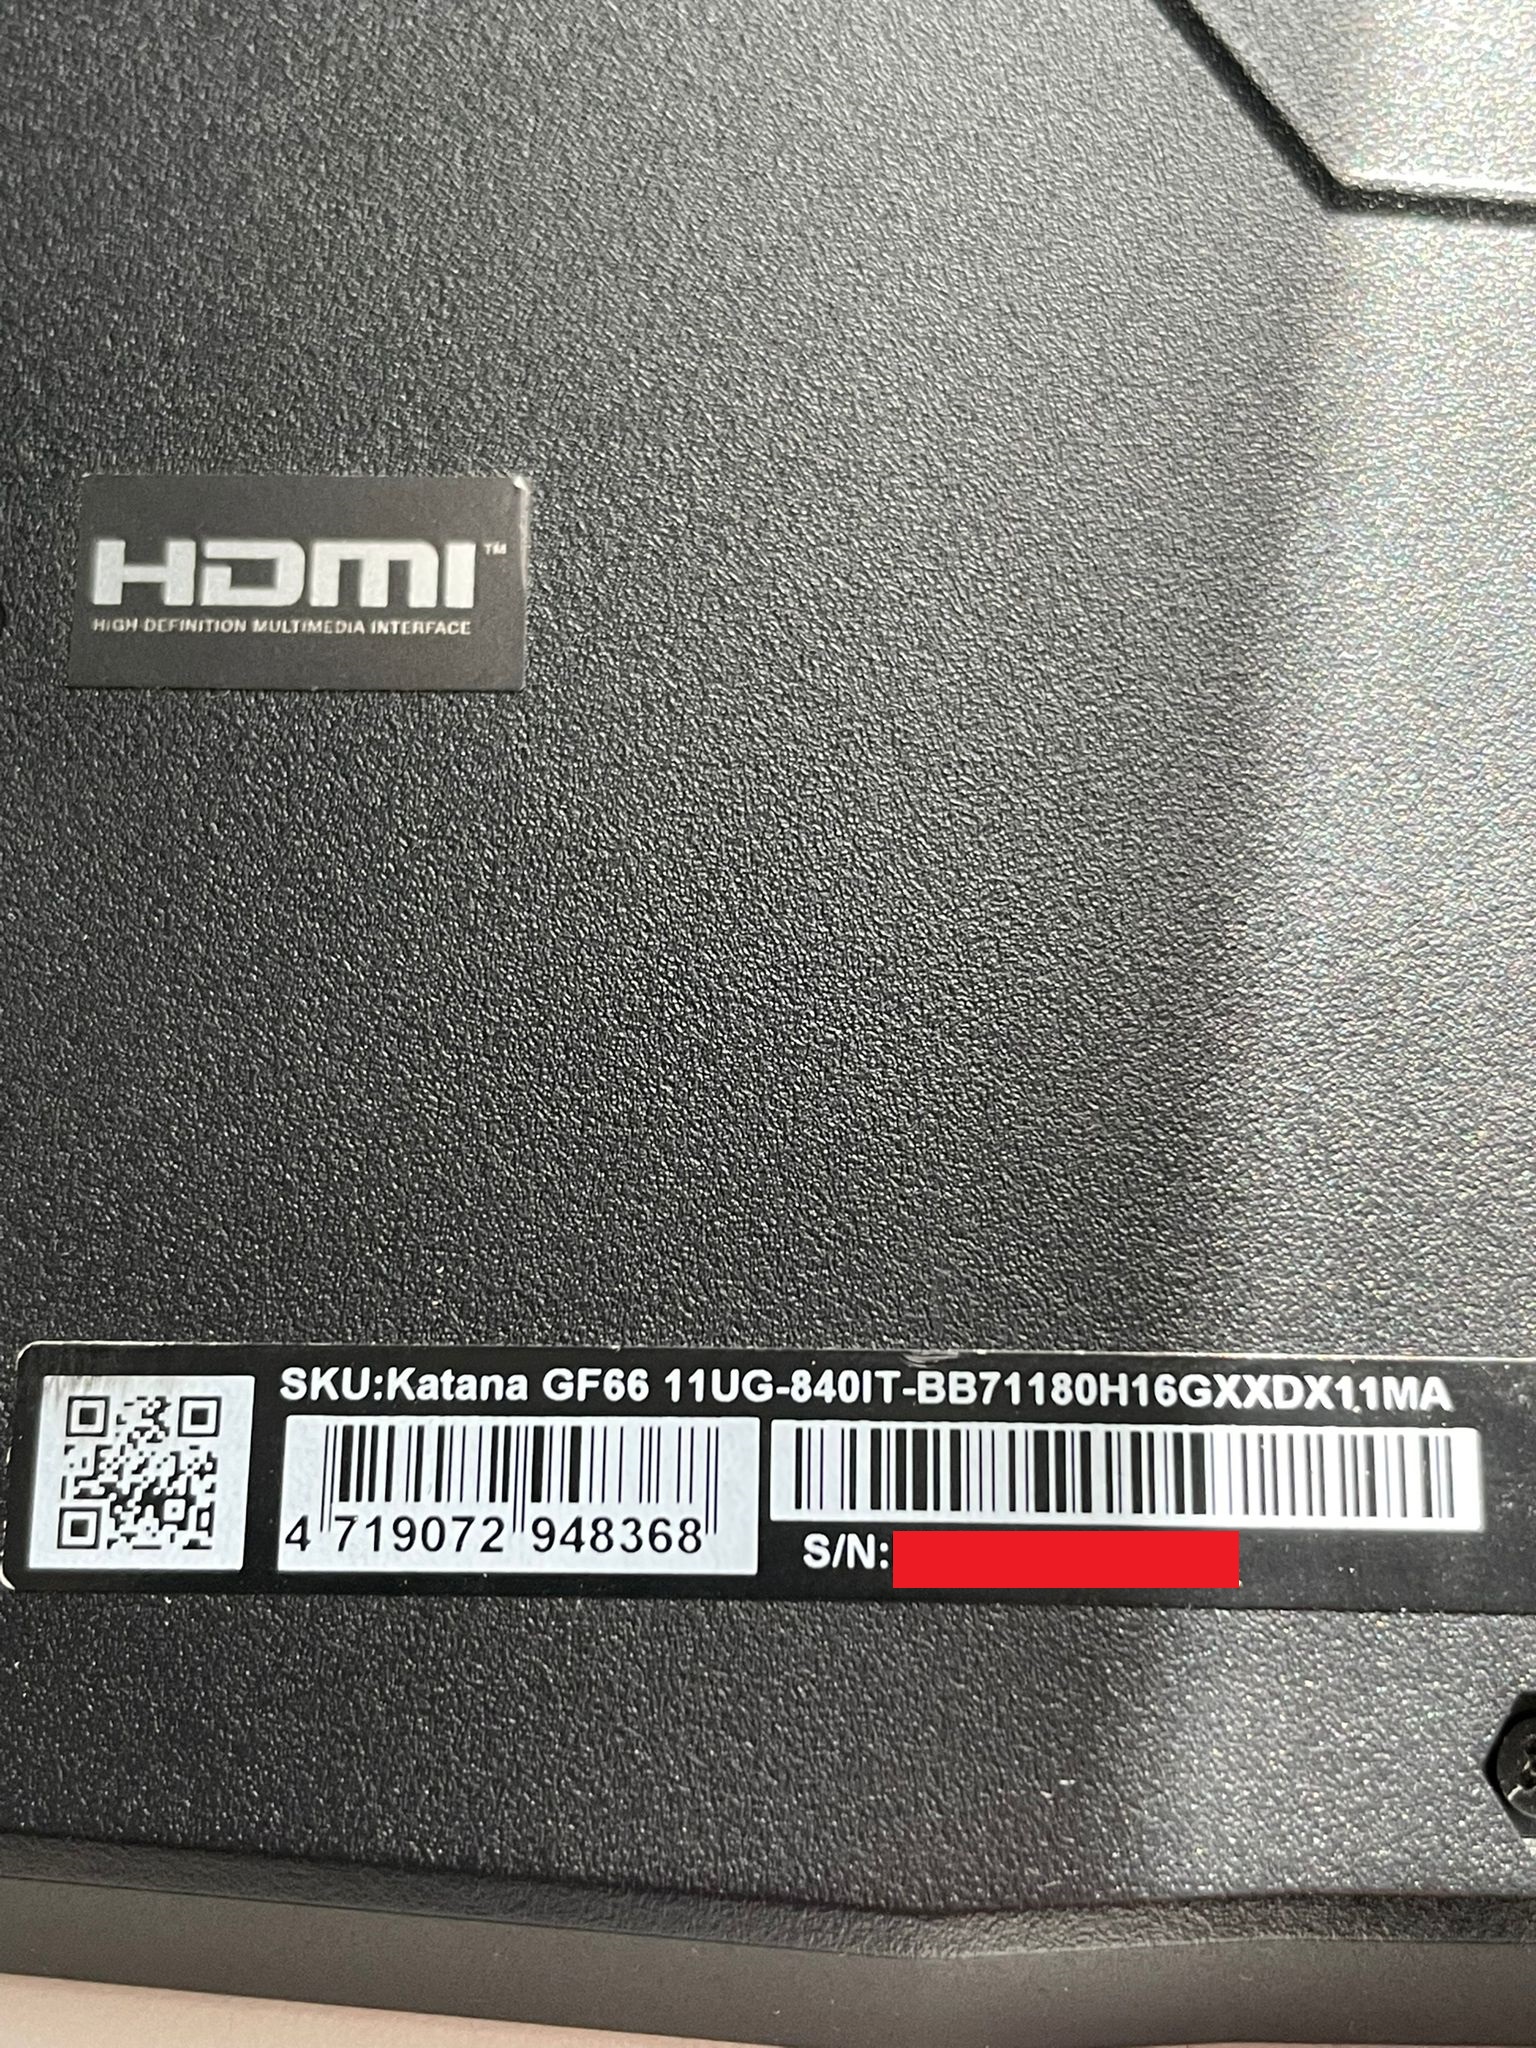 HDMI™
HIGH-DEFINITION MULTIMEDIA INTERFACE
SKU:Katana GF66 11UG-840IT-BB71180H16GXXDX11MA
4 719072 948368
S/N: